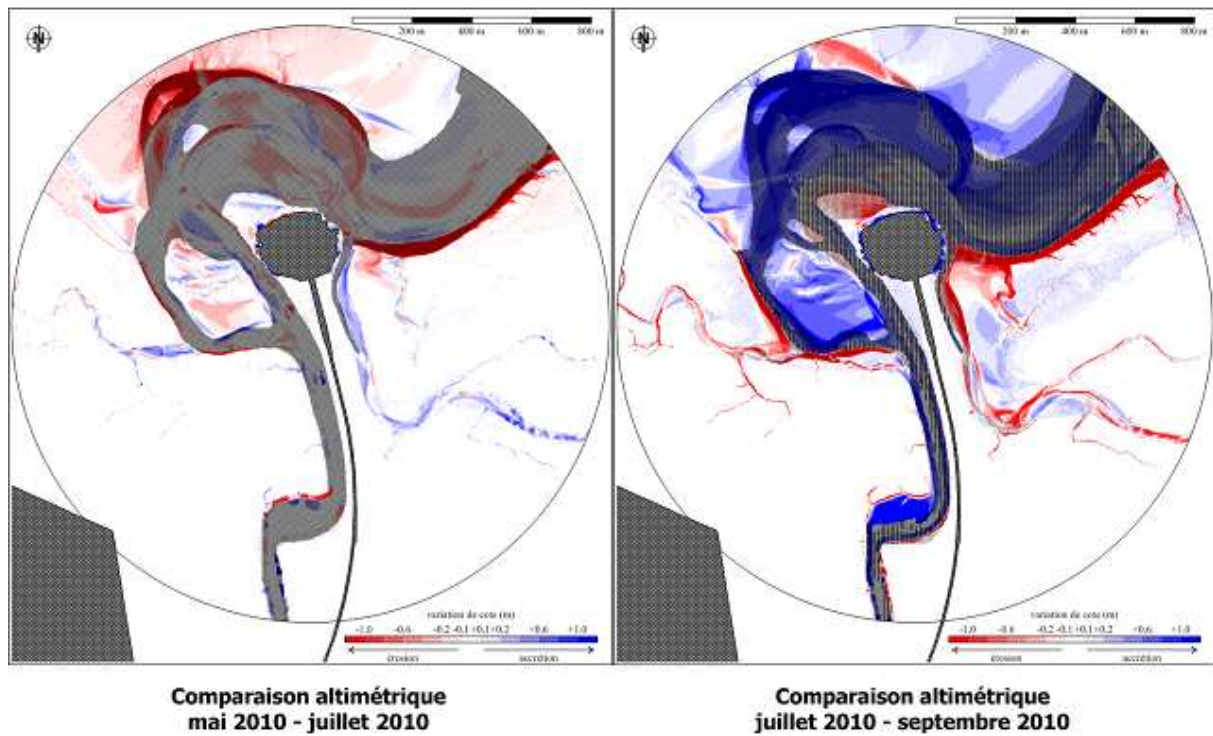 N
200 m 400 m 600 m 800 m
variation de cote (m)
-1.0 -0.6 -0.2 -0.1 +0.1 +0.2 +0.6 +1.0
érosion accrétion
Comparaison altimétrique
mai 2010 - juillet 2010
N
200 m 400 m 600 m 800 m
variation de cote (m)
-1.0 -0.6 -0.2 -0.1 +0.1 +0.2 +0.6 +1.0
érosion accrétion
Comparaison altimétrique
juillet 2010 - septembre 2010